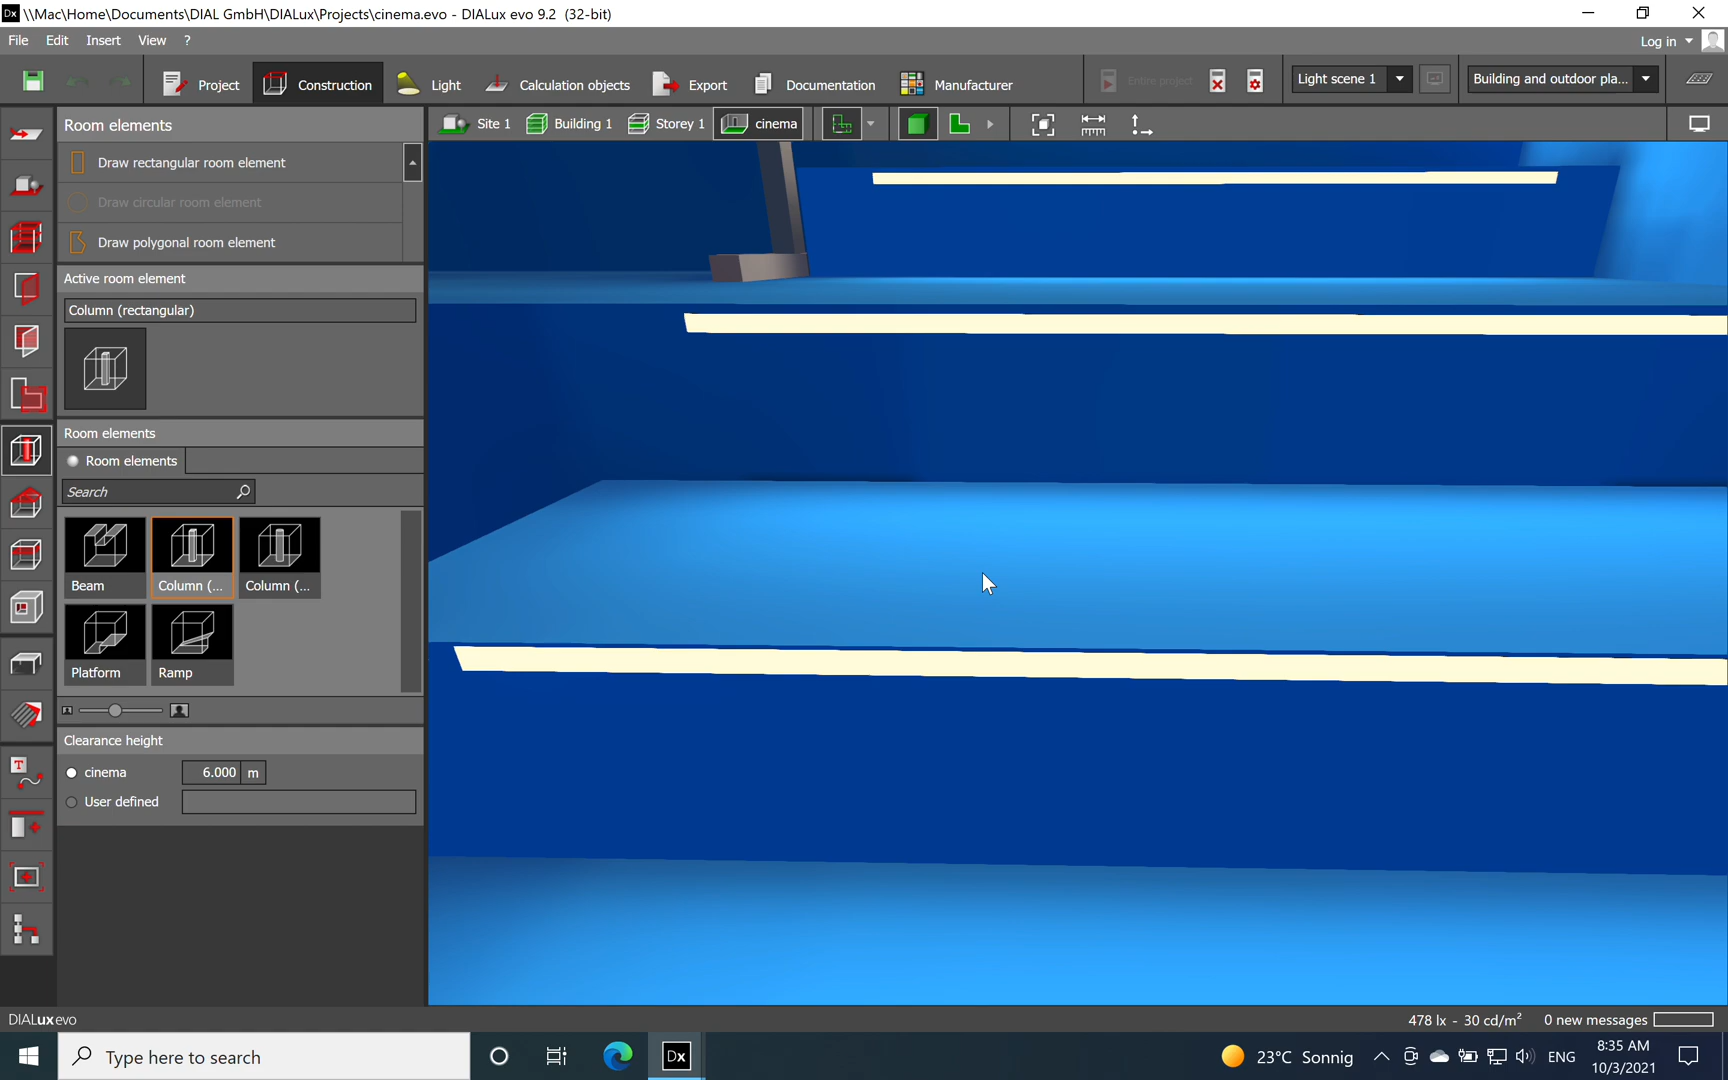 \\Mac\Home\Documents\DIAL GmbH\DIALux\Projects\cinema.evo - DIALux evo 9.2 (32-bit)
File Edit Insert View ?
Log in
Project
Construction
Light
Calculation objects
Export
Documentation
Manufacturer
Entire project
Light scene 1
Building and outdoor pla...
Room elements
Site 1
Building 1
Storey 1
cinema
Draw rectangular room element
Draw circular room element
Draw polygonal room element
Active room element
Column (rectangular)
Room elements
Room elements
Search
Beam
Column (...
Column (...
Platform
Ramp
Clearance height
cinema 6.000 m
User defined
DIALux evo
478 lx - 30 cd/m²
0 new messages
Dx
Type here to search
Dx
23°C Sonnig
ENG
8:35 AM
10/3/2021